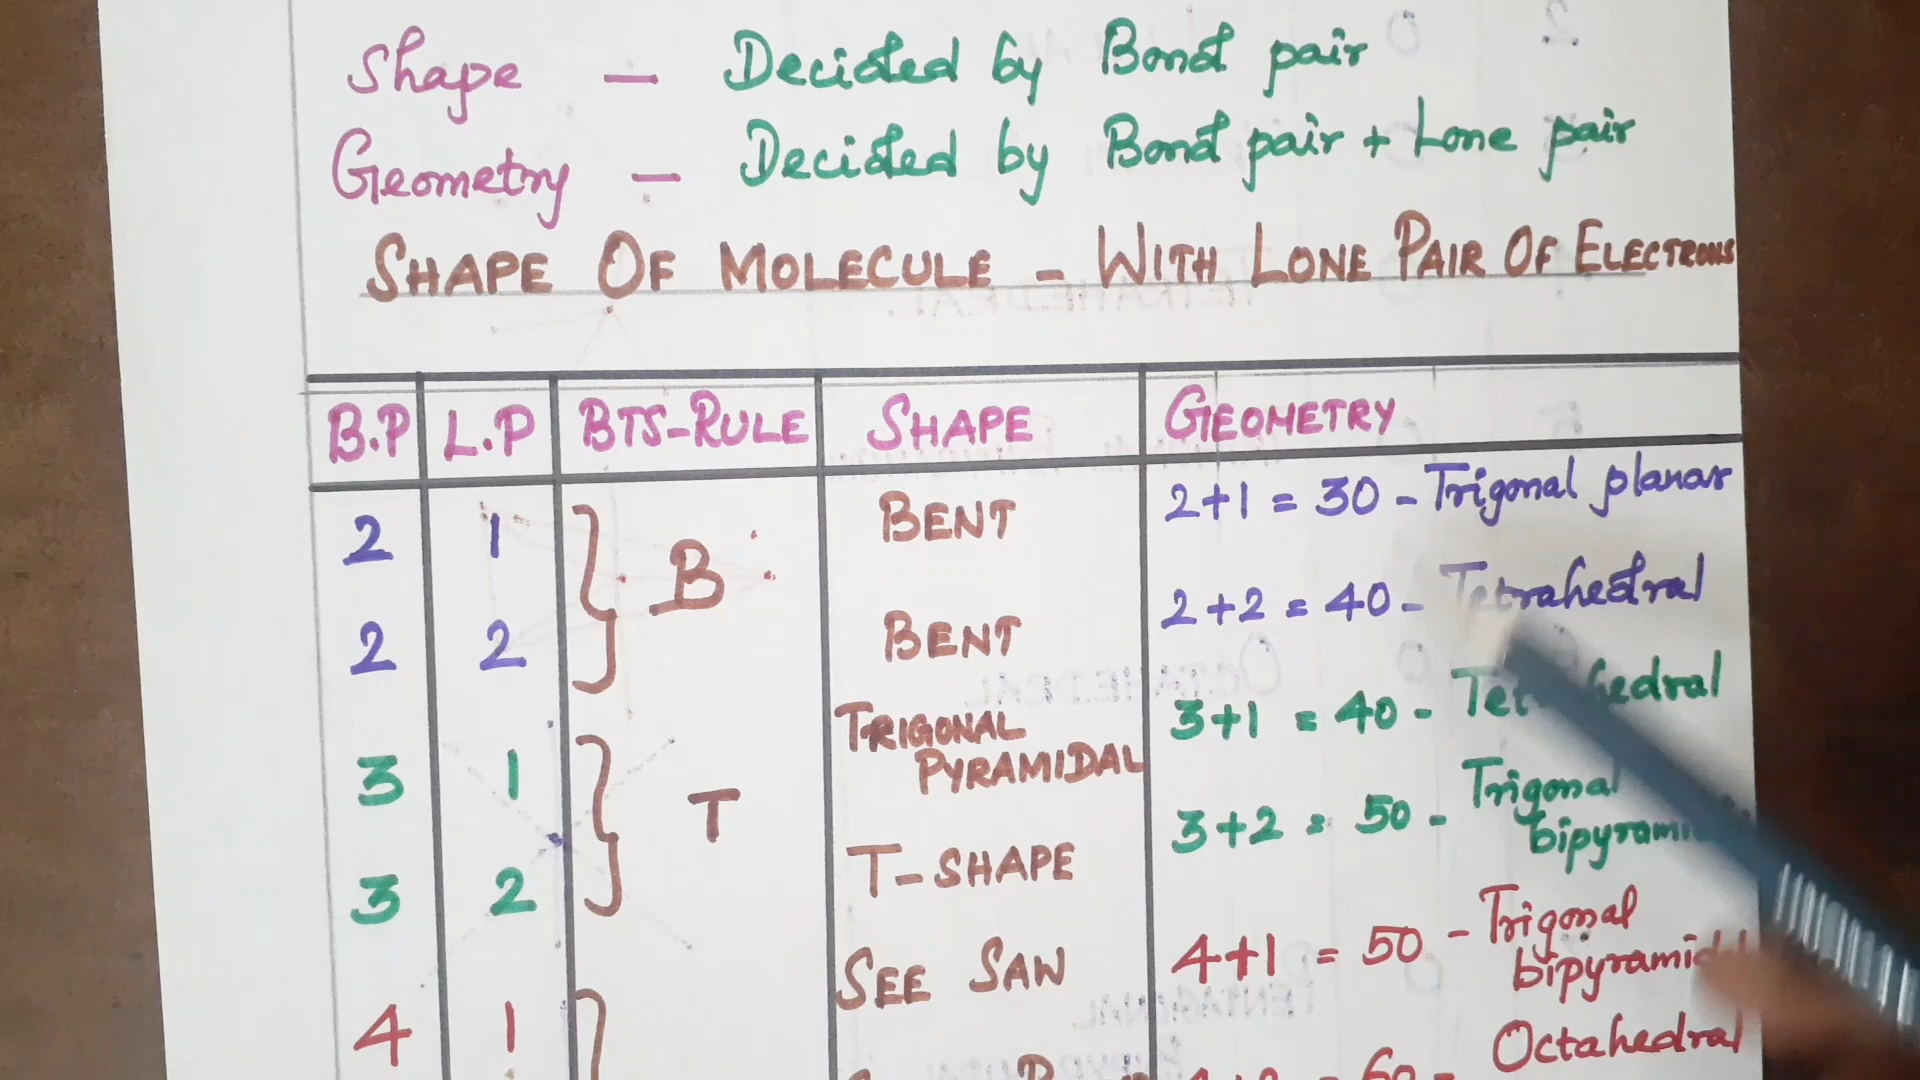 Shape — Decided by Bond pair
Geometry — Decided by Bond pair + Lone pair
SHAPE OF MOLECULE - WITH LONE PAIR OF ELECTRONS
B.P L.P BTS-RULE SHAPE GEOMETRY
2 1 BENT 2+1 = 30 - Trigonal planar
B
2 2 BENT 2+2 = 40 - Tetrahedral
3 1 TRIGONAL PYRAMIDAL 3+1 = 40 - Tetrahedral
T
3 2 T-SHAPE 3+2 = 50 - Trigonal
4 1 SEE SAW 4+1 = 50 - Trigonal
Octahedral